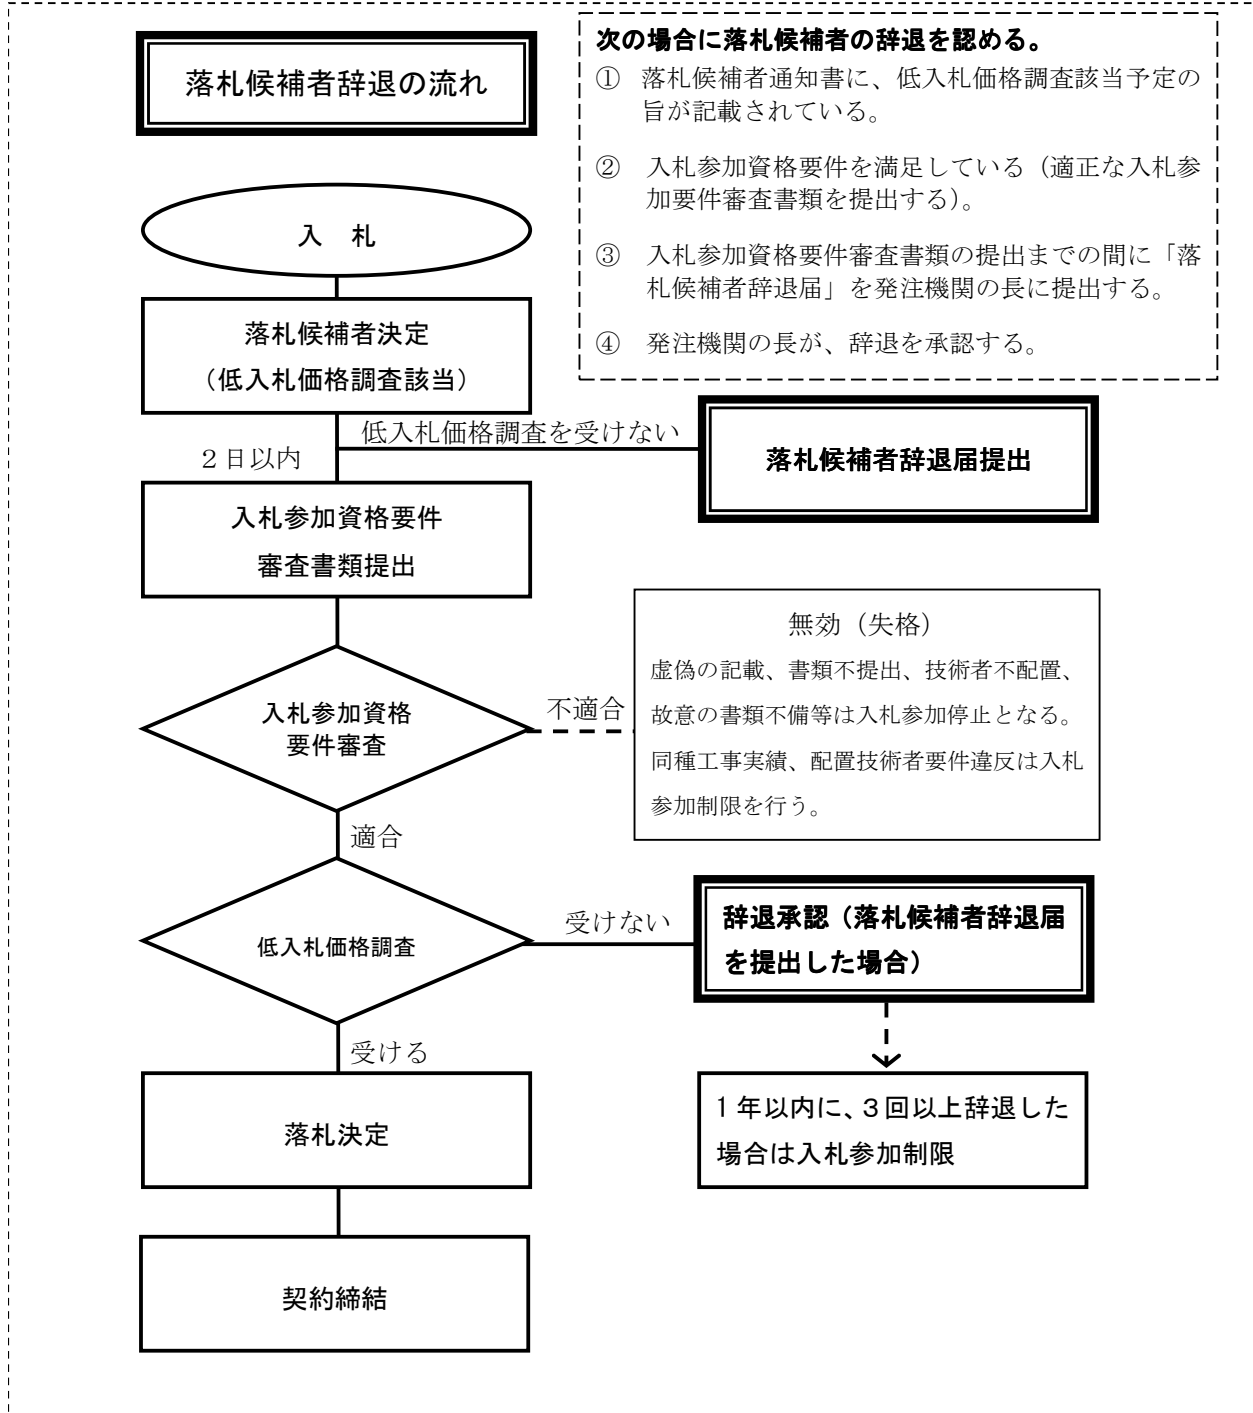 落札候補者辞退の流れ
次の場合に落札候補者の辞退を認める。
① 落札候補者通知書に、低入札価格調査該当予定の
旨が記載されている。
② 入札参加資格要件を満足している（適正な入札参
加要件審査書類を提出する）。
③ 入札参加資格要件審査書類の提出までの間に「落
札候補者辞退届」を発注機関の長に提出する。
④ 発注機関の長が、辞退を承認する。
入 札
落札候補者決定
（低入札価格調査該当）
低入札価格調査を受けない
２日以内
落札候補者辞退届提出
入札参加資格要件
審査書類提出
無効（失格）
虚偽の記載、書類不提出、技術者不配置、
故意の書類不備等は入札参加停止となる。
同種工事実績、配置技術者要件違反は入札
参加制限を行う。
入札参加資格
要件審査
不適合
適合
低入札価格調査
受けない
辞退承認（落札候補者辞退届
を提出した場合）
受ける
１年以内に、３回以上辞退した
場合は入札参加制限
落札決定
契約締結